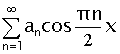 ∞
∑ aₙcos πn/2 x
n=1